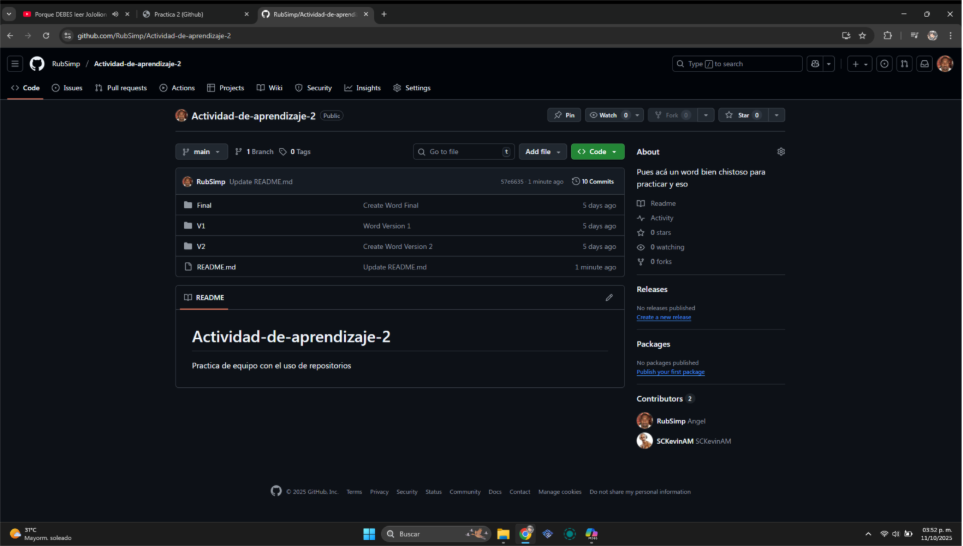 Porque DEBES leer JoJolion
Practica 2 (Github)
RubSimp/Actividad-de-aprendiz
github.com/RubSimp/Actividad-de-aprendizaje-2
RubSimp / Actividad-de-aprendizaje-2
Type / to search
Code Issues Pull requests Actions Projects Wiki Security Insights Settings
Actividad-de-aprendizaje-2 Public
Pin Watch 0 Fork 0 Star 0
main 1 Branch 0 Tags
Go to file t Add file Code
RubSimp Update README.md 57e6635 · 1 minute ago 10 Commits
Final Create Word Final 5 days ago
V1 Word Version 1 5 days ago
V2 Create Word Version 2 5 days ago
README.md Update README.md 1 minute ago
README
Actividad-de-aprendizaje-2
Practica de equipo con el uso de repositorios
About
Pues acá un word bien chistoso para
practicar y eso
Readme
Activity
0 stars
0 watching
0 forks
Releases
No releases published
Create a new release
Packages
No packages published
Publish your first package
Contributors 2
RubSimp Angel
SCKevinAM SCKevinAM
© 2025 GitHub, Inc. Terms Privacy Security Status Community Docs Contact Manage cookies Do not share my personal information
31°C
Mayorm. soleado
Buscar
03:52 p. m.
11/10/2025